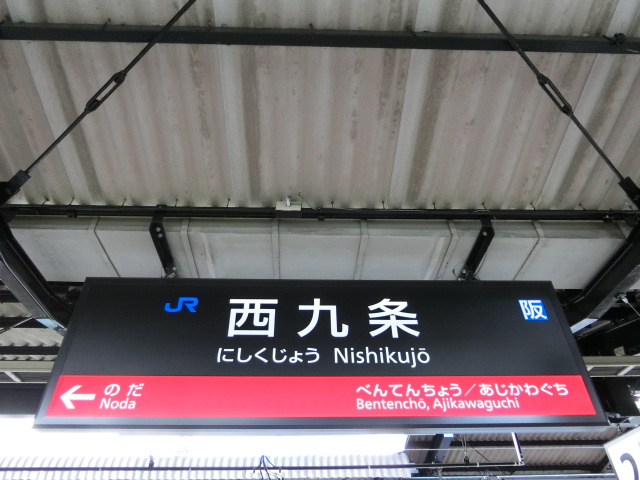 JR 西九条 阪
にしくじょう Nishikujō
← のだ べんてんちょう／あじかわぐち
Noda Bentenchō, Ajikawaguchi